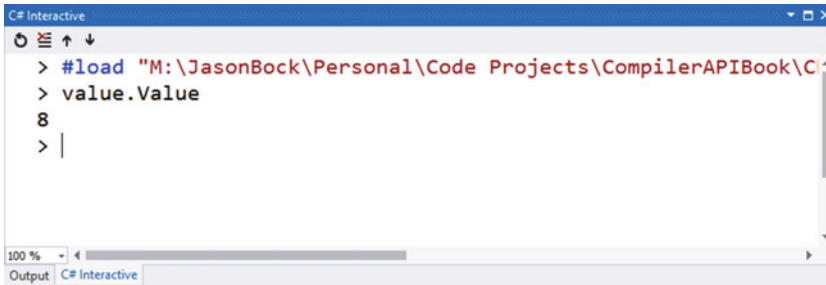 C# Interactive
> #load "M:\JasonBock\Personal\Code Projects\CompilerAPIBook\C
> value.Value
8
>
100 %
Output C# Interactive